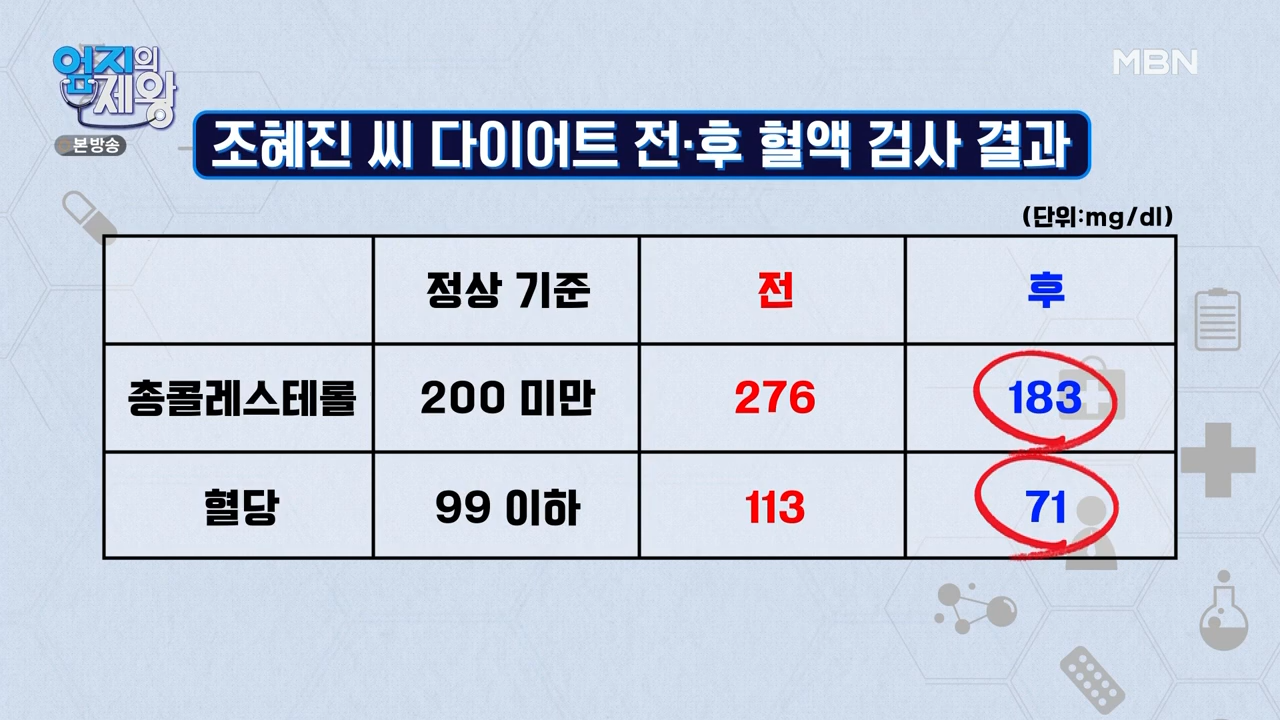 엄지의
제왕
본방송
MBN
조혜진 씨 다이어트 전·후 혈액 검사 결과
(단위:mg/dl)
정상 기준 전 후
총콜레스테롤 200 미만 276 183
혈당 99 이하 113 71